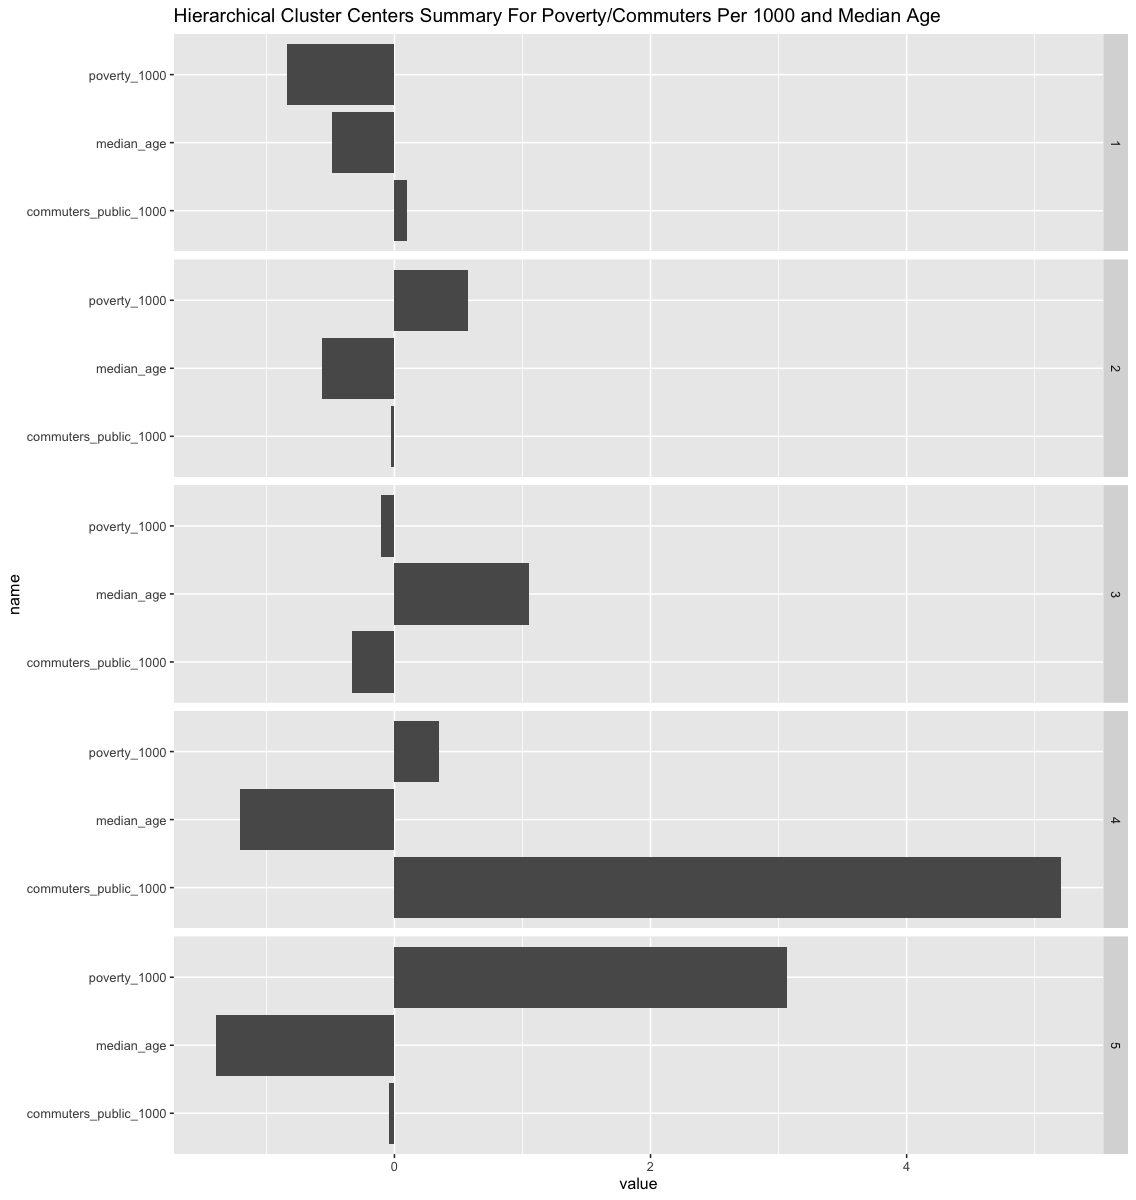 Hierarchical Cluster Centers Summary For Poverty/Commuters Per 1000 and Median Age
poverty_1000
median_age
commuters_public_1000
1
poverty_1000
median_age
commuters_public_1000
2
poverty_1000
median_age
commuters_public_1000
3
name
poverty_1000
median_age
commuters_public_1000
4
poverty_1000
median_age
commuters_public_1000
5
0 2 4
value